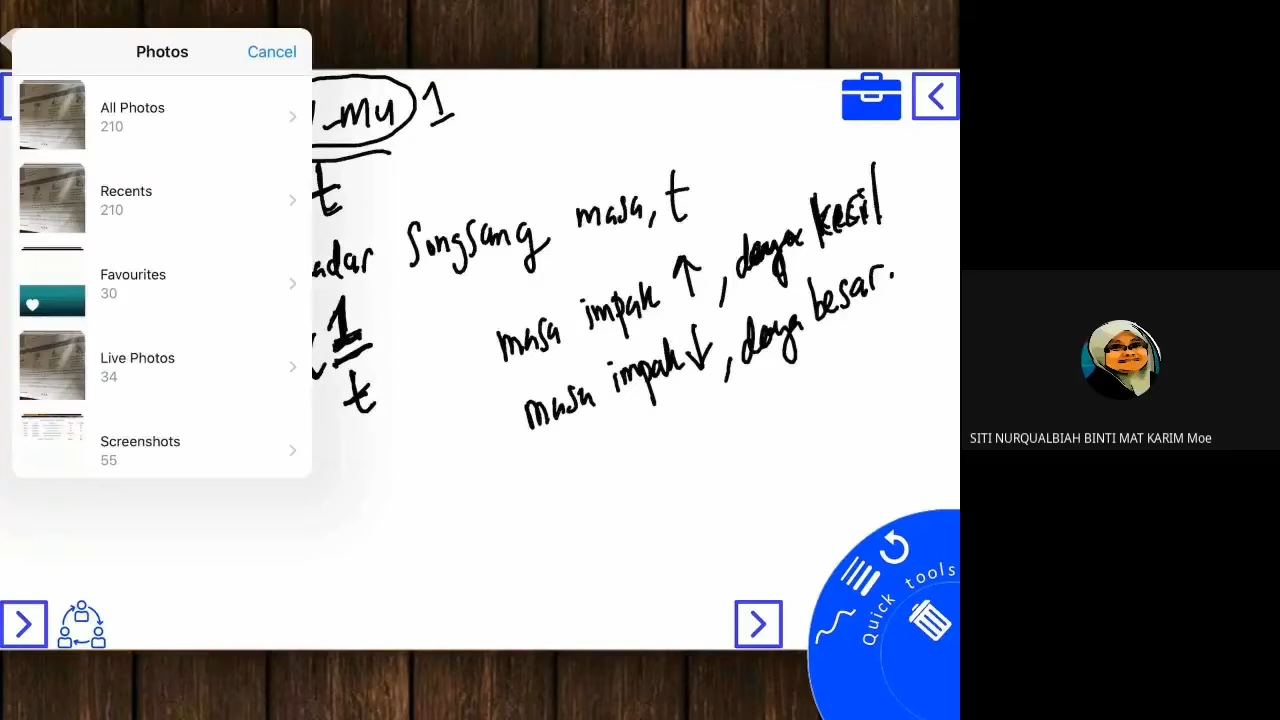 Photos
Cancel
All Photos
210
Recents
210
Favourites
30
Live Photos
34
Screenshots
55
mu 1
t
adar songsang masa, t
1
t
masa impak ↑, daya kecil
masa impak ↓, daya besar.
Quick tools
SITI NURQUALBIAH BINTI MAT KARIM Moe